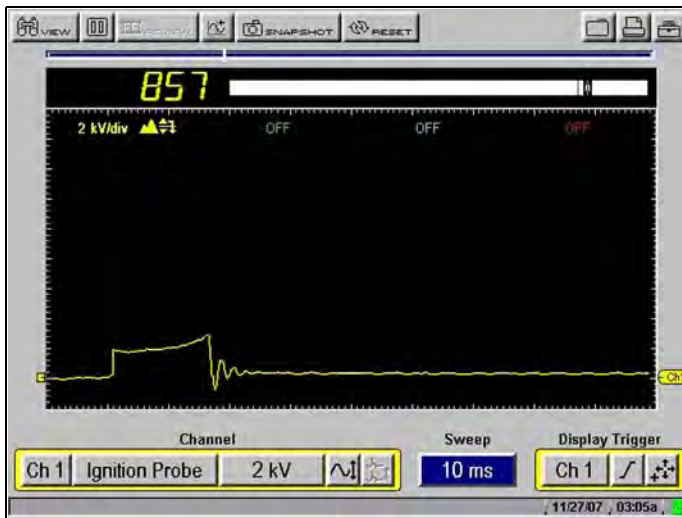 VIEW SNAPSHOT RESET
857
2 kV/div OFF OFF OFF
Ch1
Channel Sweep Display Trigger
Ch 1 Ignition Probe 2 kV 10 ms Ch 1
11/27/07 03:05a